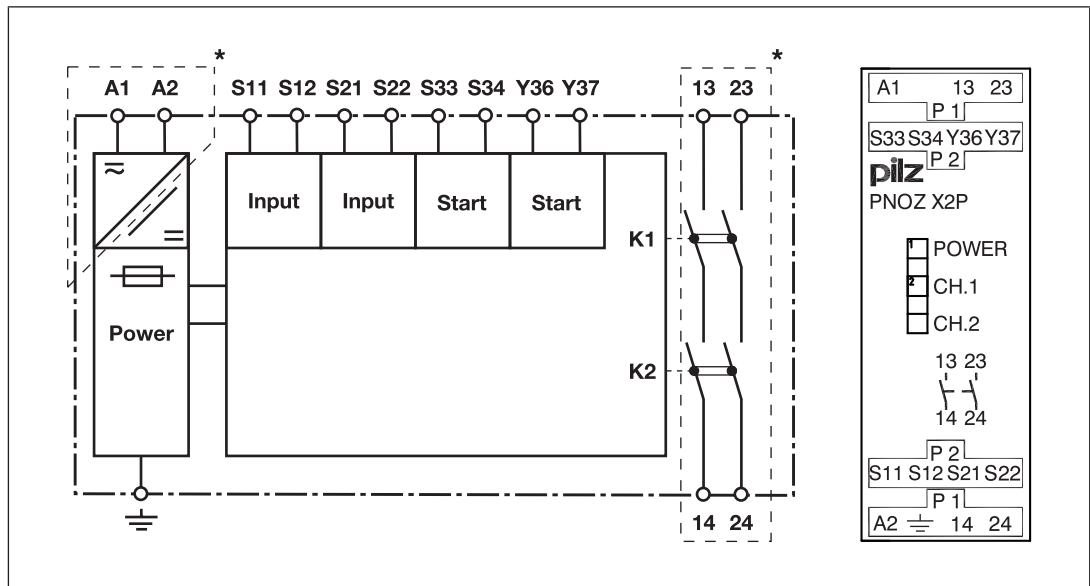 * *
A1 A2 S11 S12 S21 S22 S33 S34 Y36 Y37 13 23
Input Input Start Start
K1
Power
K2
14 24
A1 13 23
P 1
S33 S34 Y36 Y37
P 2
pilz
PNOZ X2P
1 POWER
2 CH.1
CH.2
13 23
14 24
P 2
S11 S12 S21 S22
P 1
A2 14 24